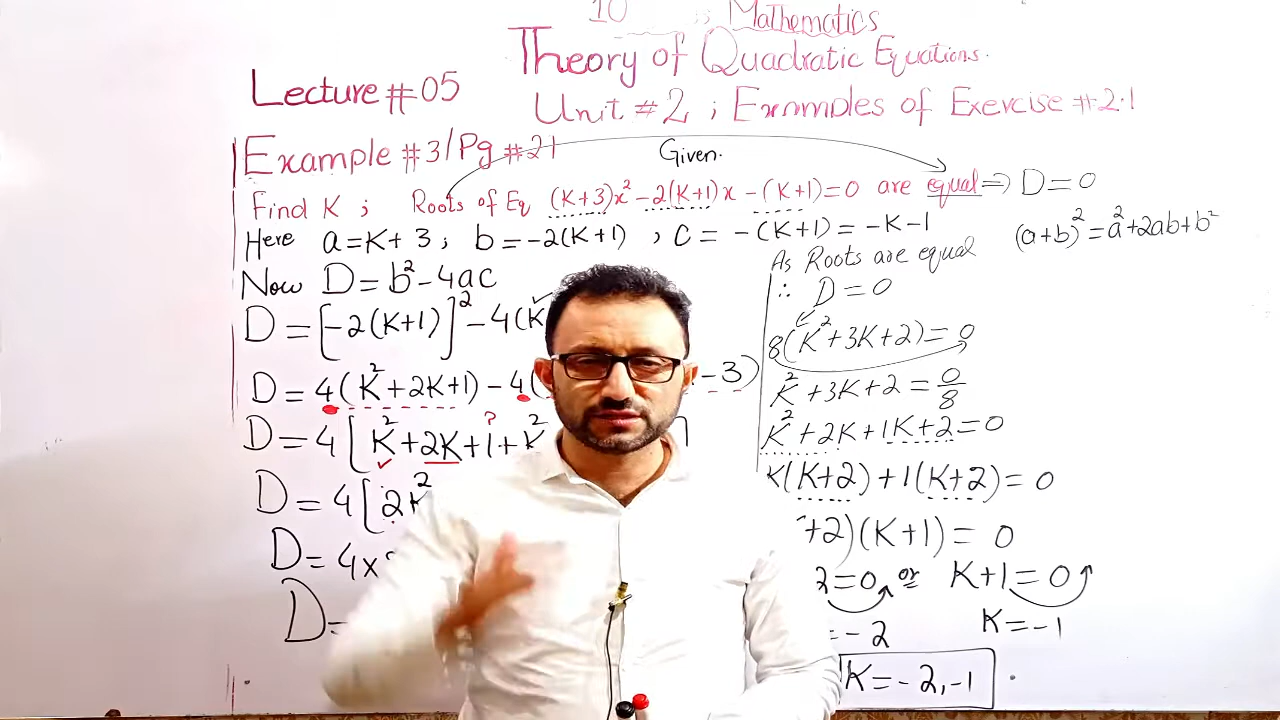 10 Mathematics
Theory of Quadratic Equations.
Lecture # 05
Unit # 2 ; Examples of Exercise # 2.1
Example # 3/Pg # 21
Given.
Find K ; Roots of Eq (K+3)x² -2(K+1)x -(K+1)=0 are equal ⇒ D=0
Here a=K+3 ; b=-2(K+1) , c= -(K+1) = -K-1
(a+b)²=a²+2ab+b²
Now D=b²-4ac
D=[-2(K+1)]²-4(K
D=4(K²+2K+1)-4( -3)
D=4[K²+2K+1+K² ]
?
D=4[2K²
D=4x
D=
As Roots are equal
∴ D=0
8(K²+3K+2)=0
K²+3K+2=0/8
K²+2K+1K+2=0
K(K+2)+1(K+2)=0
+2)(K+1)=0
2=0 or K+1=0
=-2 K=-1
K=-2,-1